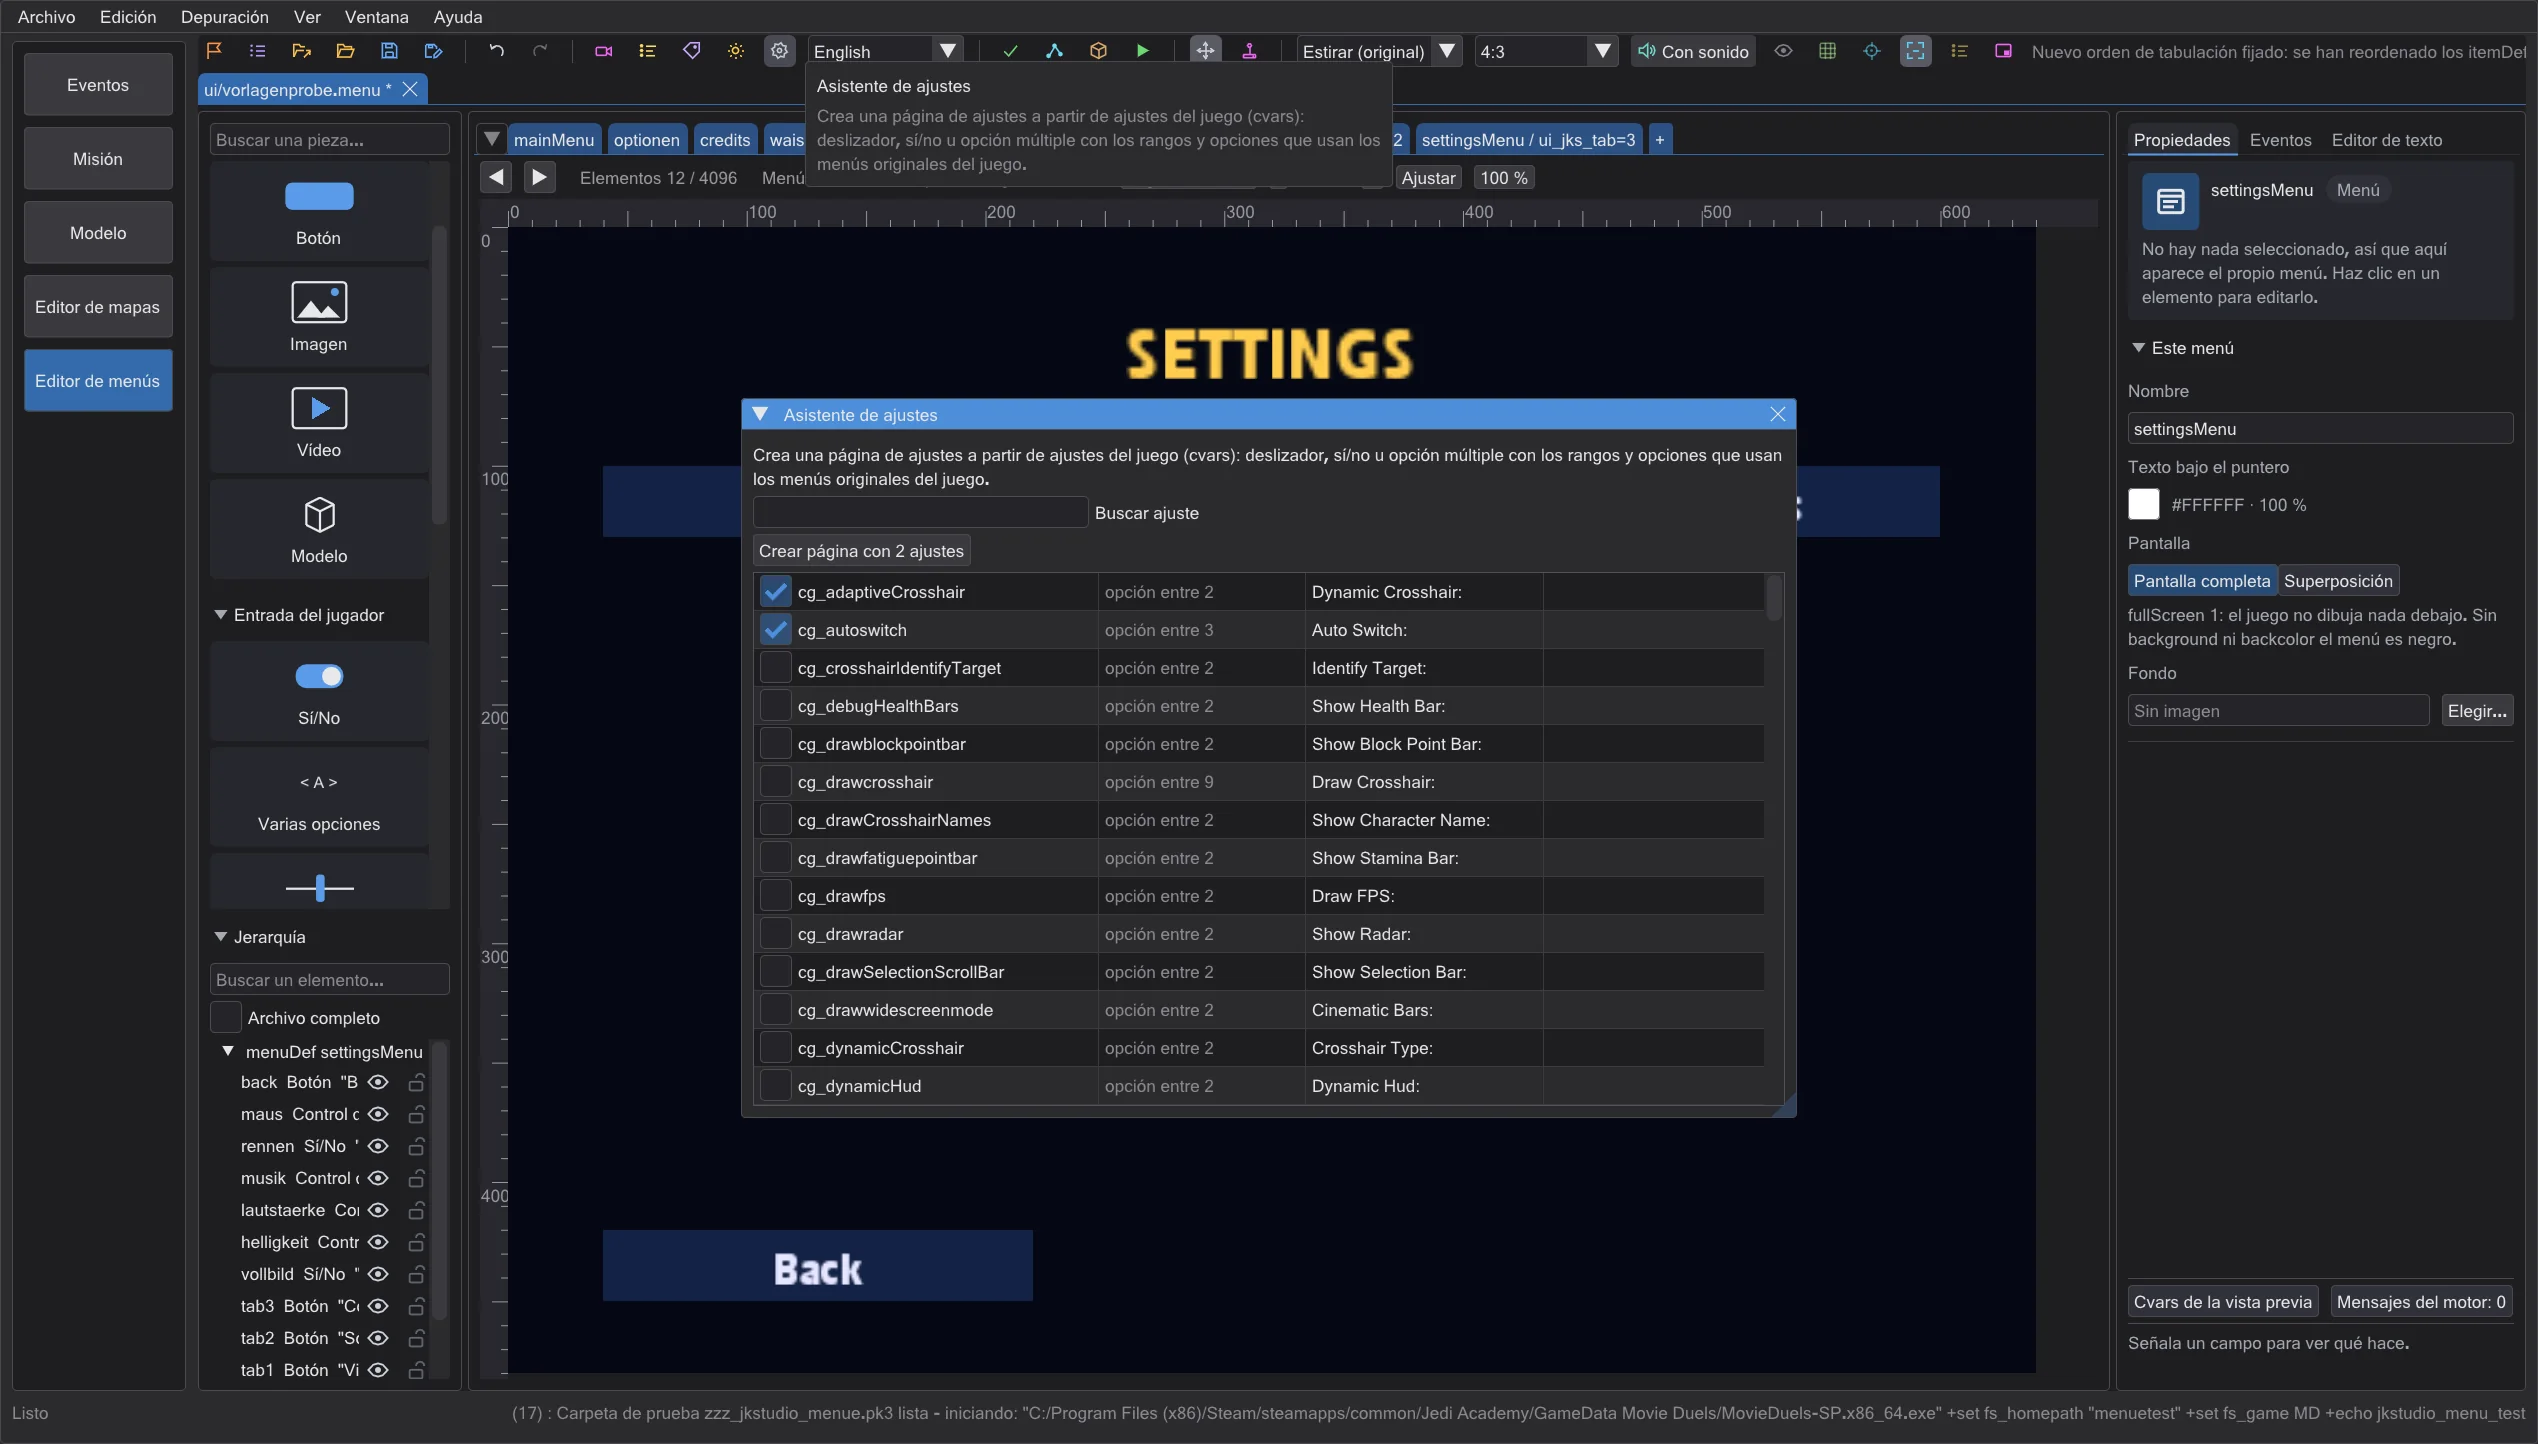 Archivo Edición Depuración Ver Ventana Ayuda
English
Estirar (original)
4:3
Con sonido
Nuevo orden de tabulación fijado: se han reordenado los itemDef
Eventos
Misión
Modelo
Editor de mapas
Editor de menús
ui/vorlagenprobe.menu *
Asistente de ajustes
Crea una página de ajustes a partir de ajustes del juego (cvars):
deslizador, sí/no u opción múltiple con los rangos y opciones que usan los
menús originales del juego.
Buscar una pieza...
Botón
Imagen
Vídeo
Modelo
Entrada del jugador
Sí/No
< A >
Varias opciones
Jerarquía
Buscar un elemento...
Archivo completo
menuDef settingsMenu
back Botón "B
maus Control
rennen Sí/No "
musik Control
lautstaerke Co
helligkeit Contr
vollbild Sí/No "
tab3 Botón "C
tab2 Botón "S
tab1 Botón "Vi
mainMenu optionen credits wais 2 settingsMenu / ui_jks_tab=3 +
Elementos 12 / 4096 Menú Ajustar 100 %
0 100 200 300 400 500 600
0
100
200
300
400
SETTINGS
s
Back
Asistente de ajustes
Crea una página de ajustes a partir de ajustes del juego (cvars): deslizador, sí/no u opción múltiple con los rangos y opciones que usan
los menús originales del juego.
Buscar ajuste
Crear página con 2 ajustes
cg_adaptiveCrosshair opción entre 2 Dynamic Crosshair:
cg_autoswitch opción entre 3 Auto Switch:
cg_crosshairIdentifyTarget opción entre 2 Identify Target:
cg_debugHealthBars opción entre 2 Show Health Bar:
cg_drawblockpointbar opción entre 2 Show Block Point Bar:
cg_drawcrosshair opción entre 9 Draw Crosshair:
cg_drawCrosshairNames opción entre 2 Show Character Name:
cg_drawfatiguepointbar opción entre 2 Show Stamina Bar:
cg_drawfps opción entre 2 Draw FPS:
cg_drawradar opción entre 2 Show Radar:
cg_drawSelectionScrollBar opción entre 2 Show Selection Bar:
cg_drawwidescreenmode opción entre 2 Cinematic Bars:
cg_dynamicCrosshair opción entre 2 Crosshair Type:
cg_dynamicHud opción entre 2 Dynamic Hud:
Propiedades Eventos Editor de texto
settingsMenu Menú
No hay nada seleccionado, así que aquí
aparece el propio menú. Haz clic en un
elemento para editarlo.
Este menú
Nombre
settingsMenu
Texto bajo el puntero
#FFFFFF · 100 %
Pantalla
Pantalla completa Superposición
fullScreen 1: el juego no dibuja nada debajo. Sin
background ni backcolor el menú es negro.
Fondo
Sin imagen Elegir...
Cvars de la vista previa Mensajes del motor: 0
Señala un campo para ver qué hace.
Listo
(17) : Carpeta de prueba zzz_jkstudio_menue.pk3 lista - iniciando: "C:/Program Files (x86)/Steam/steamapps/common/Jedi Academy/GameData Movie Duels/MovieDuels-SP.x86_64.exe" +set fs_homepath "menuetest" +set fs_game MD +echo jkstudio_menu_test